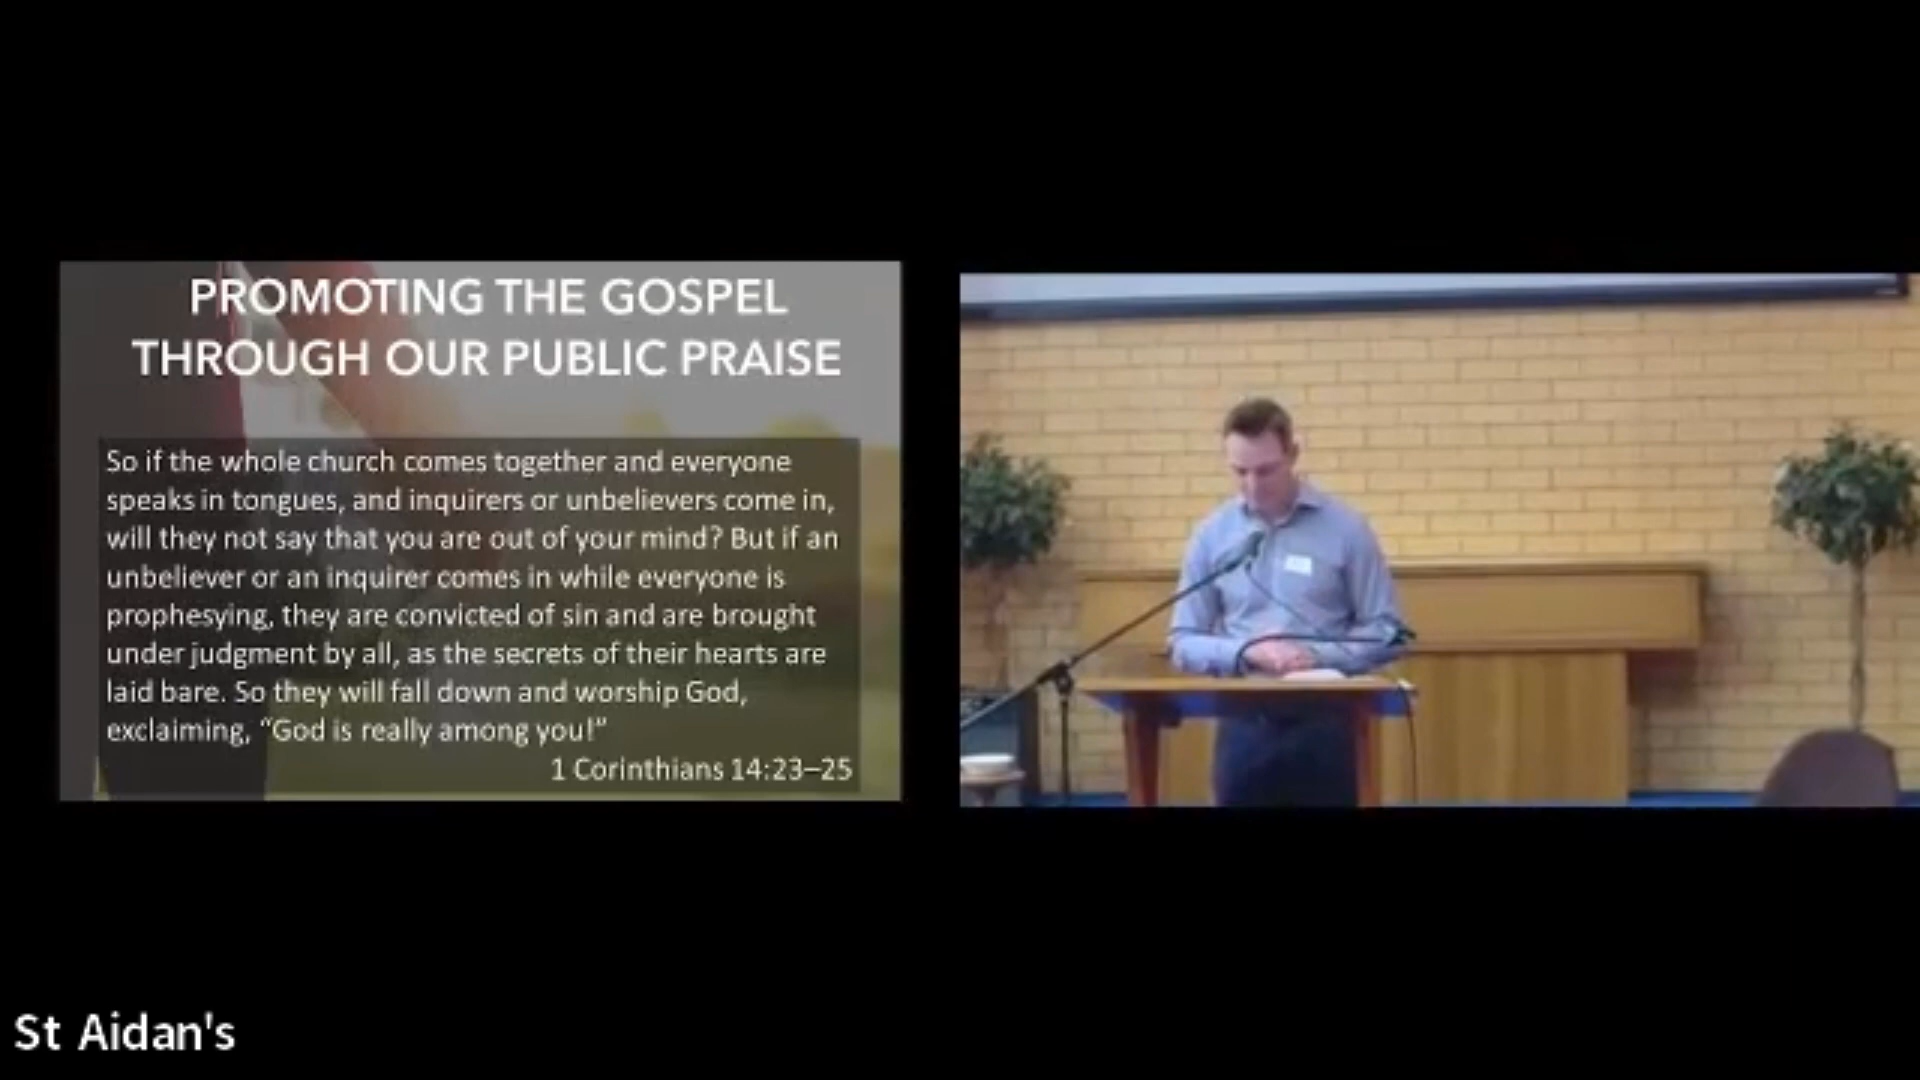 PROMOTING THE GOSPEL
THROUGH OUR PUBLIC PRAISE
So if the whole church comes together and everyone
speaks in tongues, and inquirers or unbelievers come in,
will they not say that you are out of your mind? But if an
unbeliever or an inquirer comes in while everyone is
prophesying, they are convicted of sin and are brought
under judgment by all, as the secrets of their hearts are
laid bare. So they will fall down and worship God,
exclaiming, “God is really among you!”
1 Corinthians 14:23–25
St Aidan's